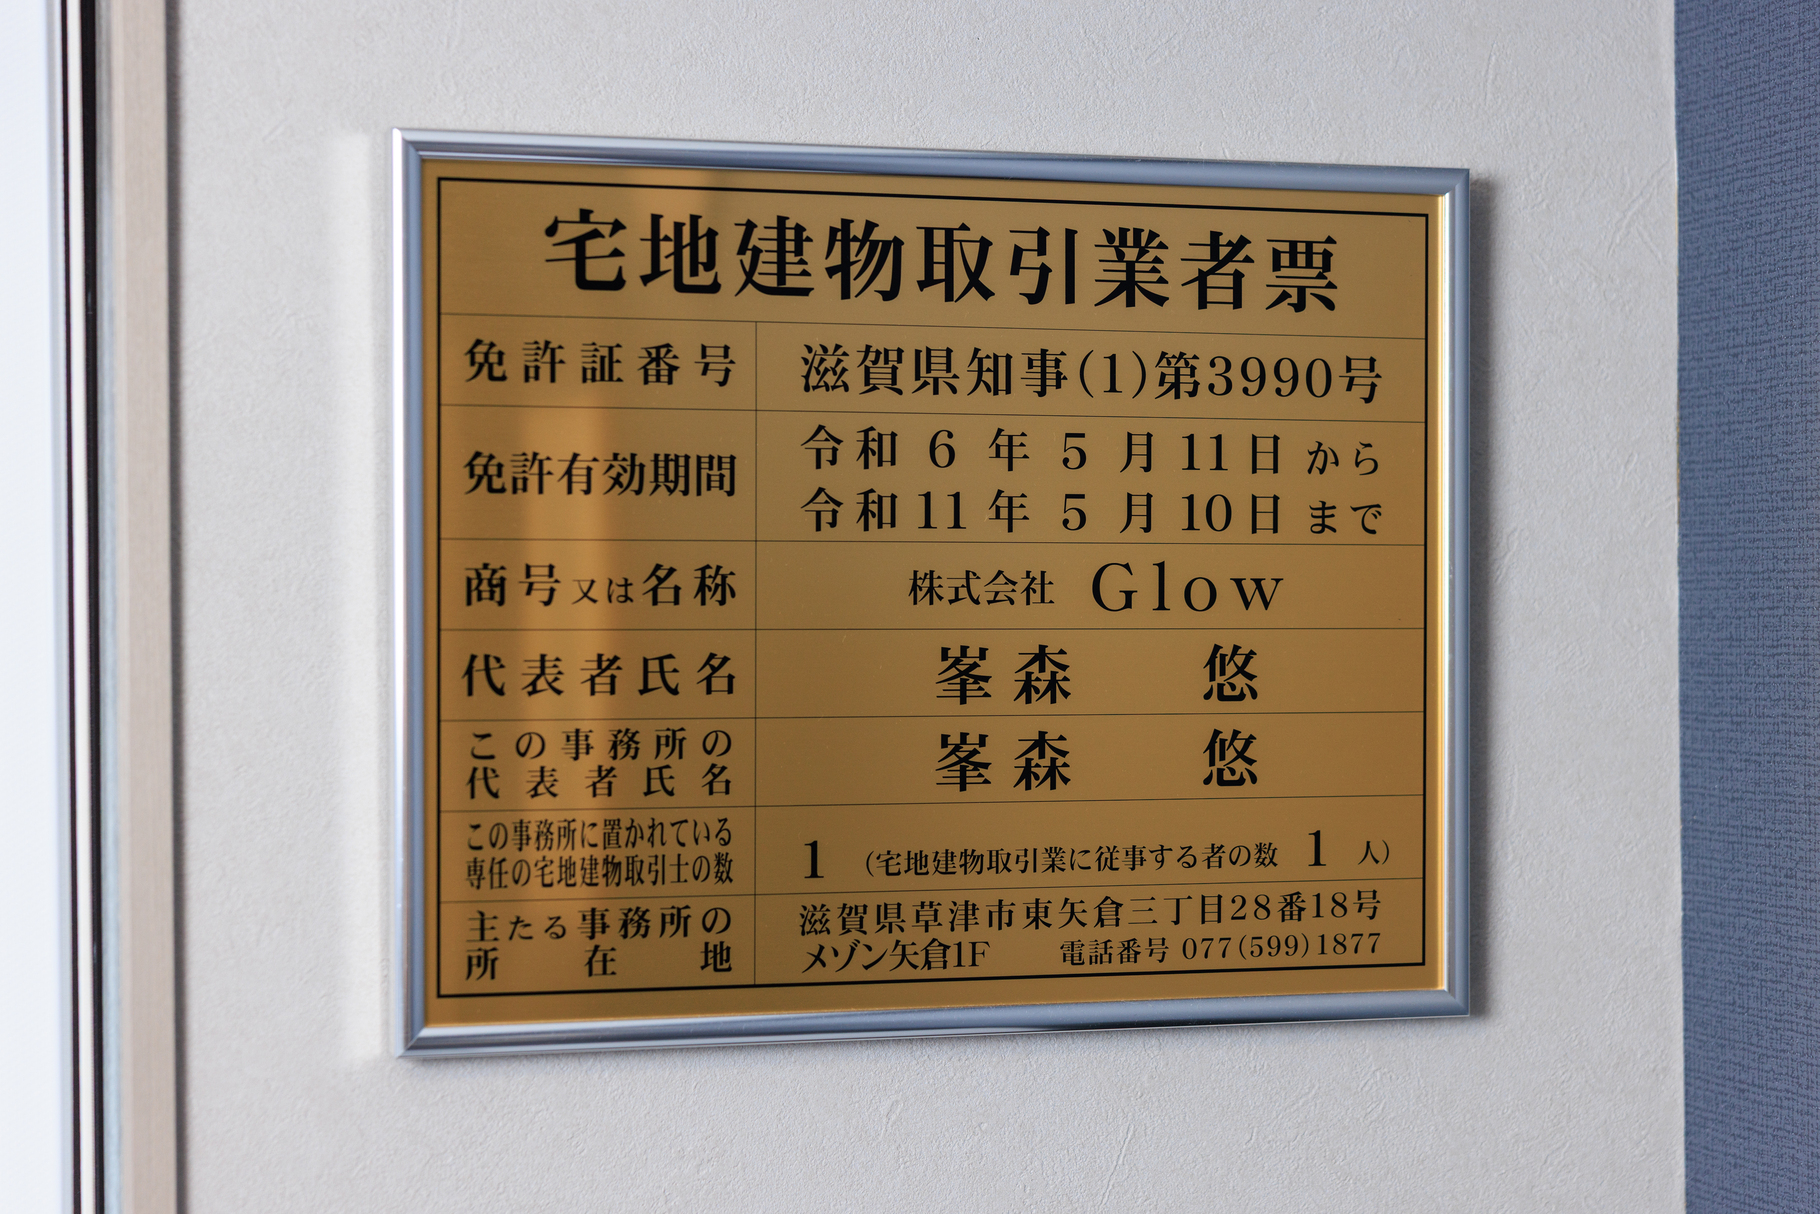 宅地建物取引業者票
免許証番号 滋賀県知事(1)第3990号
免許有効期間 令和6年5月11日から
令和11年5月10日まで
商号又は名称 株式会社 Glow
代表者氏名 峯森 悠
この事務所の
代表者氏名 峯森 悠
この事務所に置かれている
専任の宅地建物取引士の数 1 (宅地建物取引業に従事する者の数 1 人)
主たる事務所の
所在地 滋賀県草津市東矢倉三丁目28番18号
メゾン矢倉1F 電話番号 077(599)1877